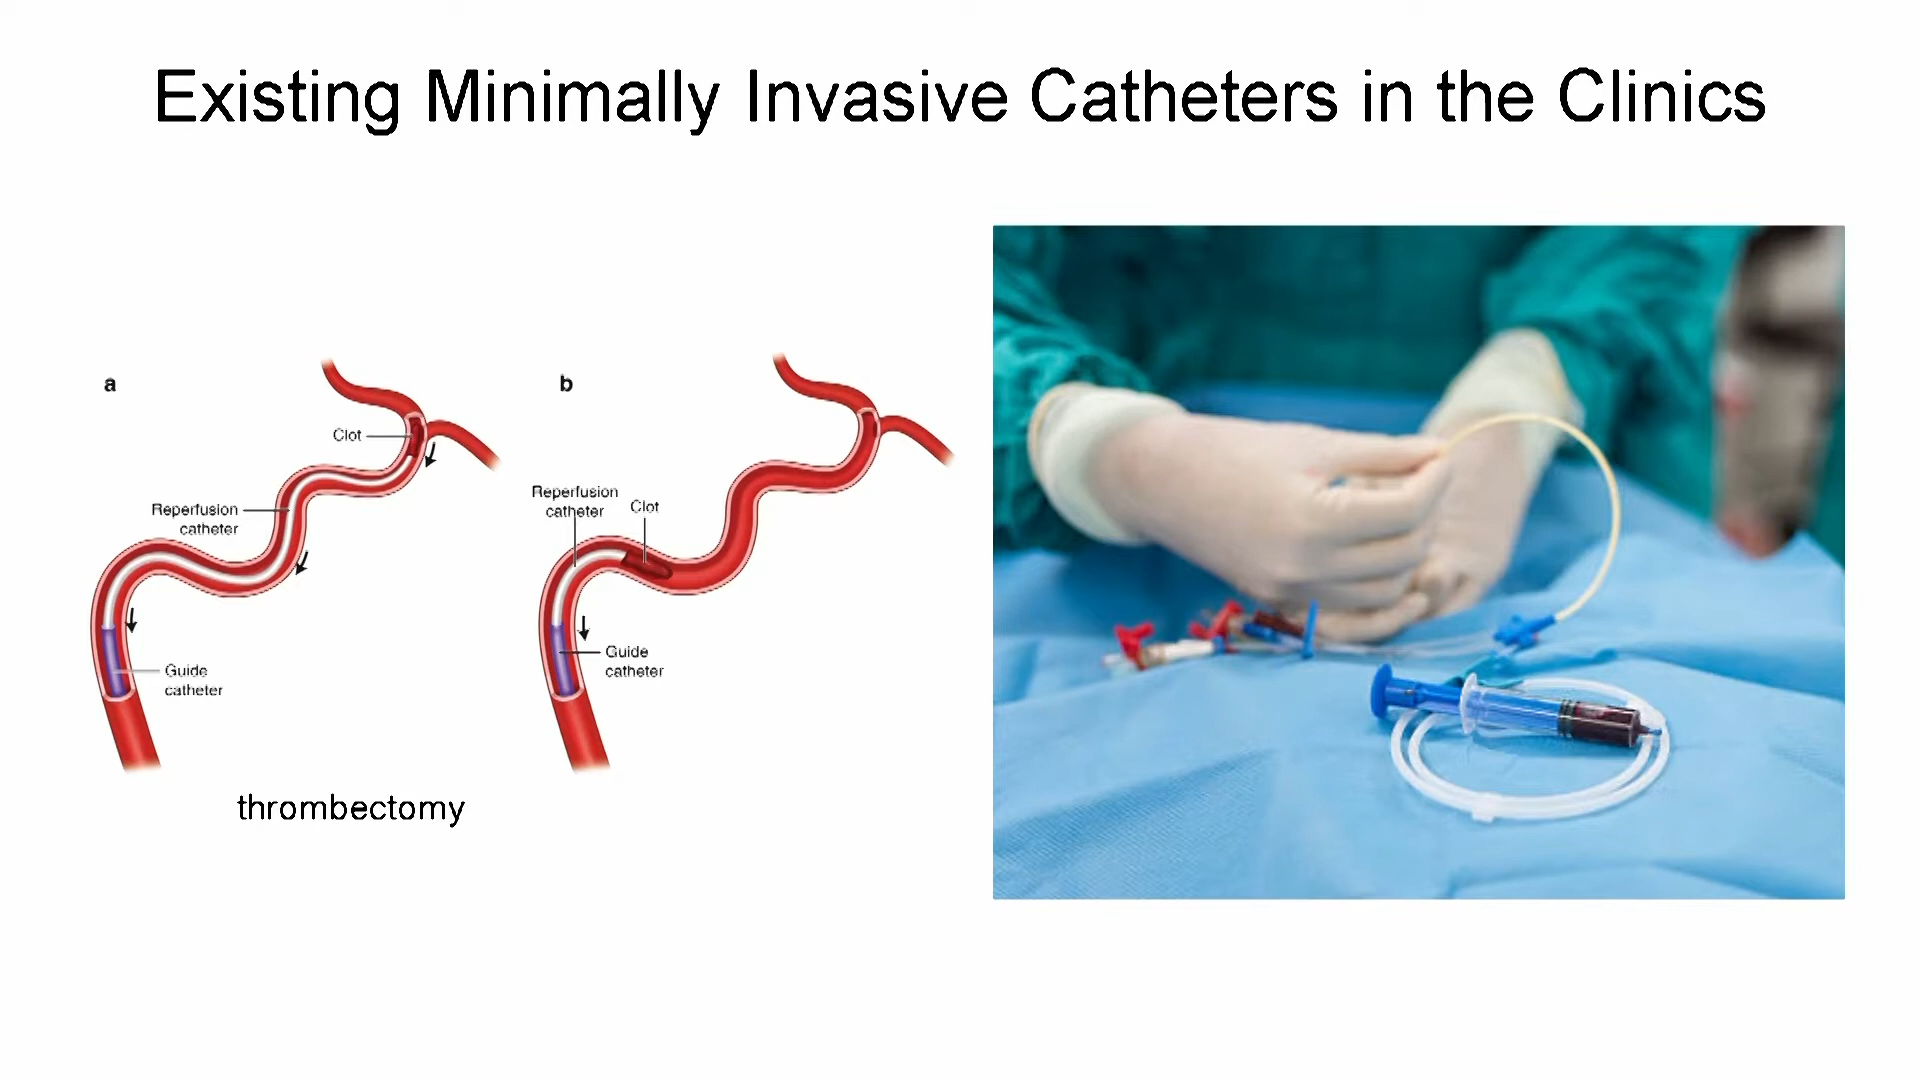 Existing Minimally Invasive Catheters in the Clinics
a
Clot
Reperfusion
catheter
Guide
catheter
b
Reperfusion
catheter
Clot
Guide
catheter
thrombectomy